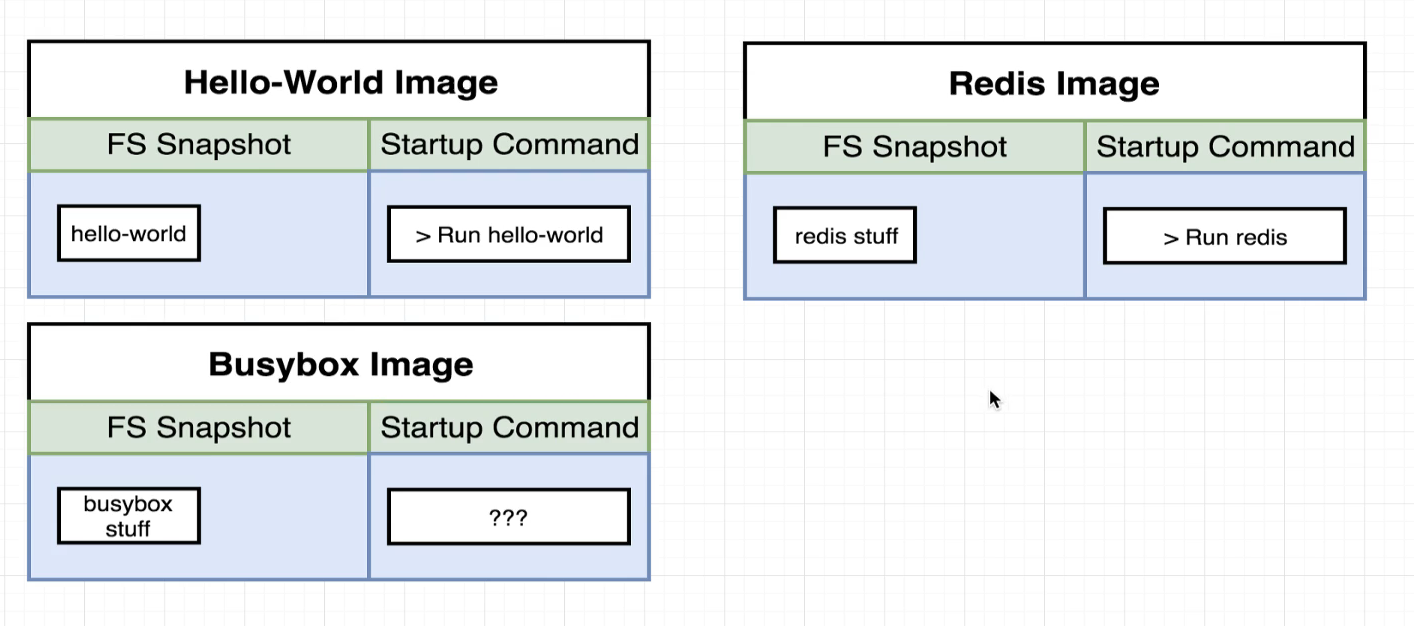 Hello-World Image
FS Snapshot
Startup Command
hello-world
> Run hello-world
Redis Image
FS Snapshot
Startup Command
redis stuff
> Run redis
Busybox Image
FS Snapshot
Startup Command
busybox
stuff
???